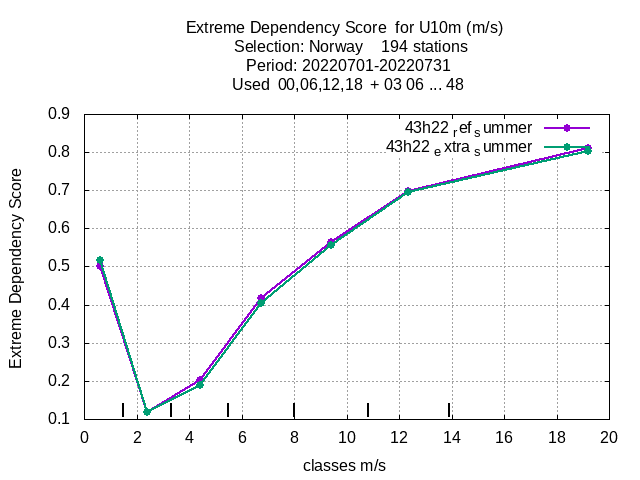 Extreme Dependency Score for U10m (m/s)
Selection: Norway 194 stations
Period: 20220701-20220731
Used 00,06,12,18 + 03 06 ... 48
43h22 ref summer
43h22 extra summer
0.9
0.8
0.7
0.6
0.5
0.4
0.3
0.2
0.1
Extreme Dependency Score
0 2 4 6 8 10 12 14 16 18 20
classes m/s